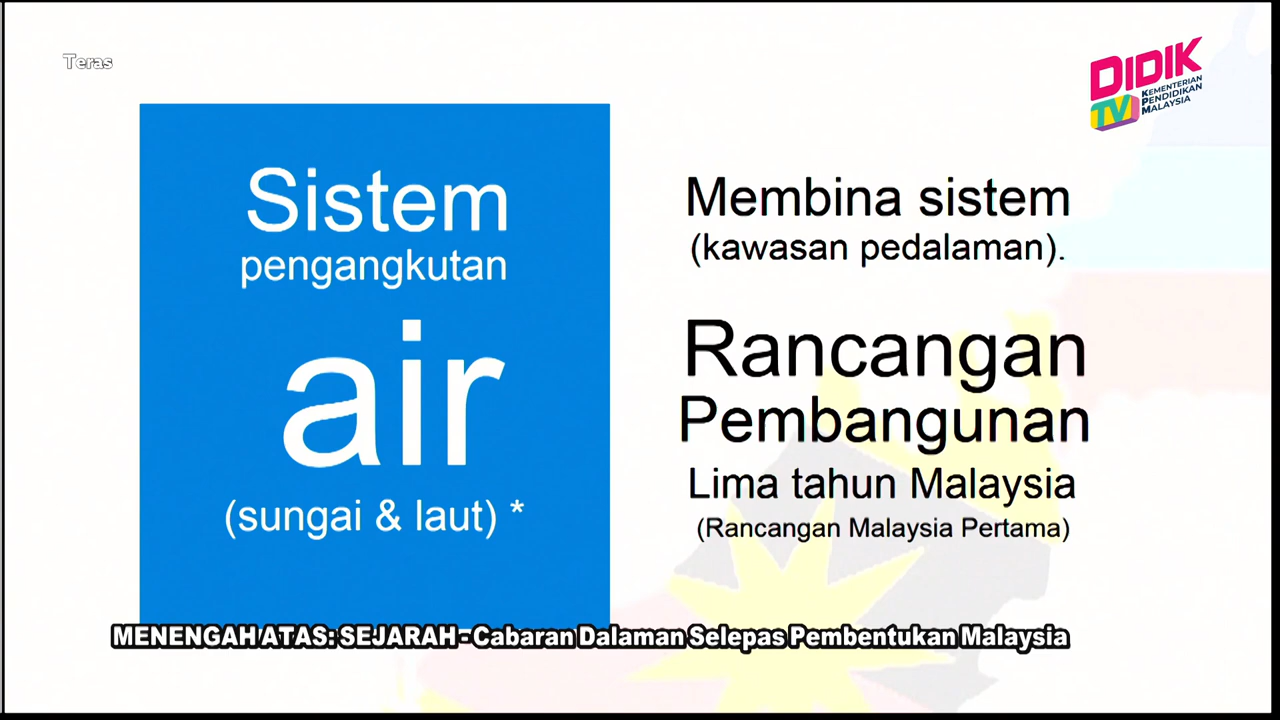 Teras
DIDIK
TV
KEMENTERIAN
PENDIDIKAN
MALAYSIA
Sistem
pengangkutan
air
(sungai & laut) *
Membina sistem
(kawasan pedalaman).
Rancangan
Pembangunan
Lima tahun Malaysia
(Rancangan Malaysia Pertama)
MENENGAH ATAS: SEJARAH - Cabaran Dalaman Selepas Pembentukan Malaysia